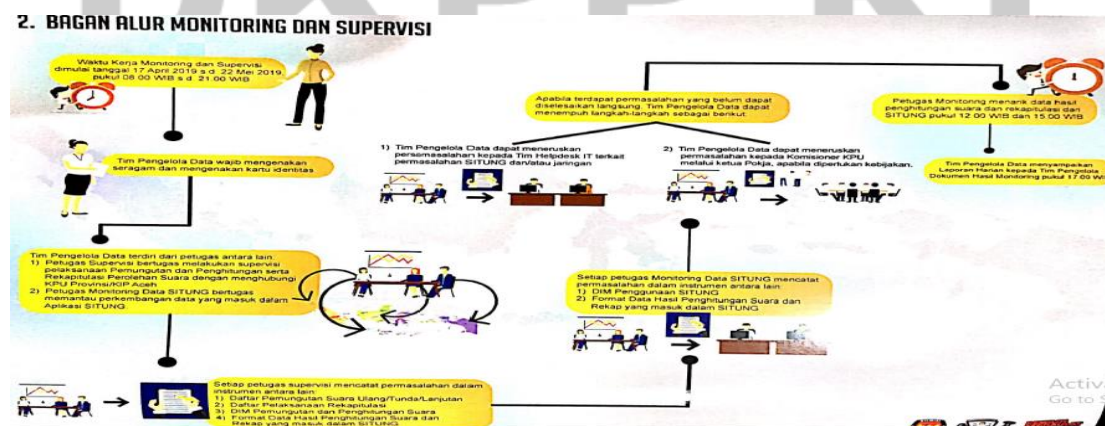 2. BAGAN ALUR MONITORING DAN SUPERVISI
Waktu Kerja Monitoring dan Supervisi
dimulai tanggal 17 April 2019 s.d. 22 Mei 2019,
pukul 08.00 WIB s.d. 21.00 WIB
Tim Pengelola Data wajib mengenakan
seragam dan mengenakan kartu identitas
Tim Pengelola Data terdiri dari petugas antara lain:
1) Petugas Supervisi bertugas melakukan supervisi
pelaksanaan Pemungutan dan Penghitungan serta
Rekapitulasi Perolehan Suara dengan menghubungi
KPU Provinsi/KIP Aceh
2) Petugas Monitoring Data SITUNG bertugas
memantau perkembangan data yang masuk dalam
Aplikasi SITUNG.
Setiap petugas supervisi mencatat permasalahan dalam
instrumen antara lain:
1) Daftar Pemungutan Suara Ulang/Tunda/Lanjutan
2) Daftar Pelaksanaan Rekapitulasi
3) DIM Pemungutan dan Penghitungan Suara
4) Format Data Hasil Penghitungan Suara dan
Rekap yang masuk dalam SITUNG
Setiap petugas Monitoring Data SITUNG mencatat
permasalahan dalam instrumen antara lain:
1) DIM Penggunaan SITUNG
2) Format Data Hasil Penghitungan Suara dan
Rekap yang masuk dalam SITUNG
Apabila terdapat permasalahan yang belum dapat
diselesaikan langsung, Tim Pengelola Data dapat
menempuh langkah-langkah sebagai berikut:
1) Tim Pengelola Data dapat meneruskan
persemasalahan kepada Tim Helpdesk IT terkait
permasalahan SITUNG dan/atau jaringan
2) Tim Pengelola Data dapat meneruskan
permasalahan kepada Komisioner KPU
melalui ketua Pokja, apabila diperlukan kebijakan.
Petugas Monitoring menarik data hasil
penghitungan suara dan rekapitulasi dari
SITUNG pukul 12.00 WIB dan 15.00 WIB
Tim Pengelola Data menyampaikan
Laporan Harian kepada Tim Pengelola
Dokumen Hasil Monitoring pukul 17.00 WI
Activ
Go to S